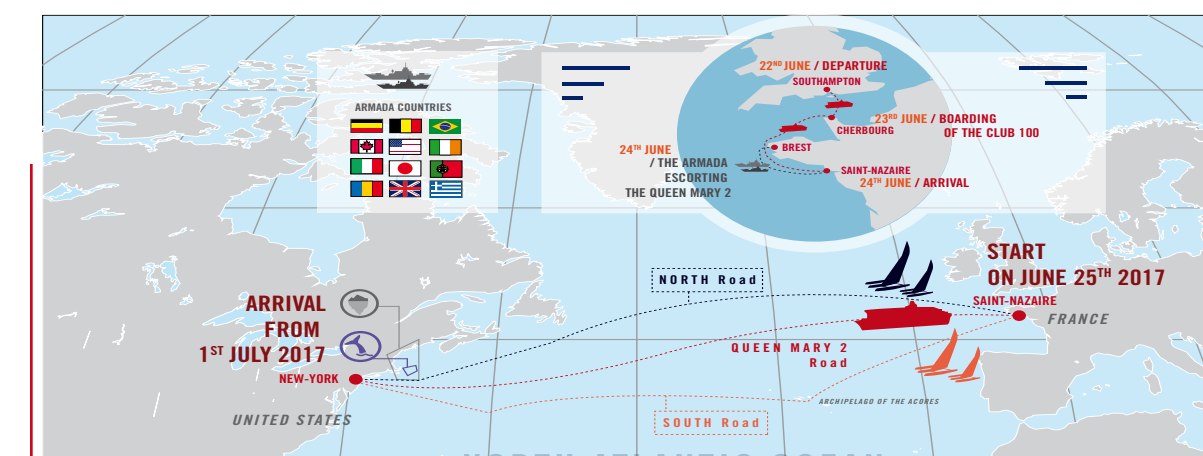 ARMADA COUNTRIES
22ND JUNE / DEPARTURE
SOUTHAMPTON
23RD JUNE / BOARDING
OF THE CLUB 100
CHERBOURG
BREST
24TH JUNE
/ THE ARMADA
ESCORTING
THE QUEEN MARY 2
SAINT-NAZAIRE
24TH JUNE / ARRIVAL
START
ON JUNE 25TH 2017
SAINT-NAZAIRE
FRANCE
NORTH Road
ARRIVAL
FROM
1ST JULY 2017
NEW-YORK
UNITED STATES
QUEEN MARY 2
Road
ARCHIPELAGO OF THE ACORES
SOUTH Road
NORTH ATLANTIC OCEAN